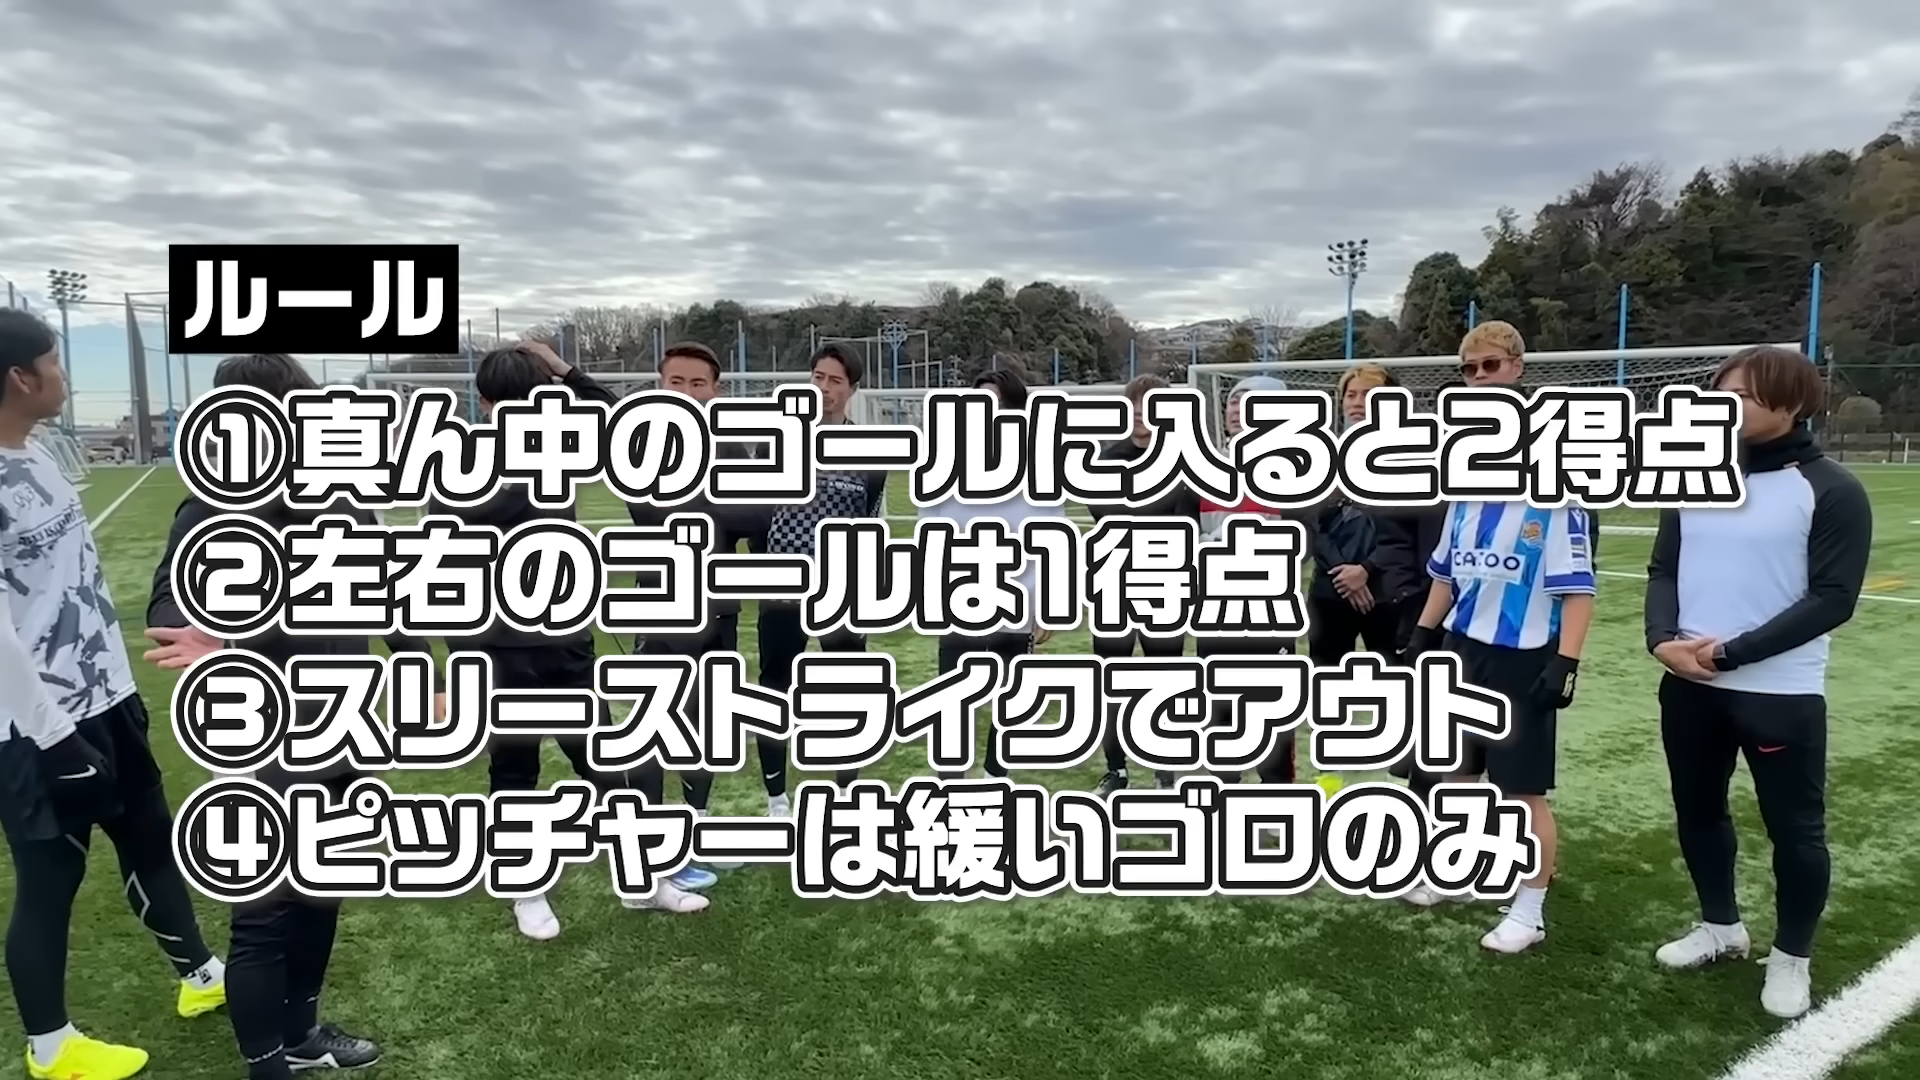 ルール
①真ん中のゴールに入ると2得点
②左右のゴールは1得点
③スリーストライクでアウト
④ピッチャーは緩いゴロのみ